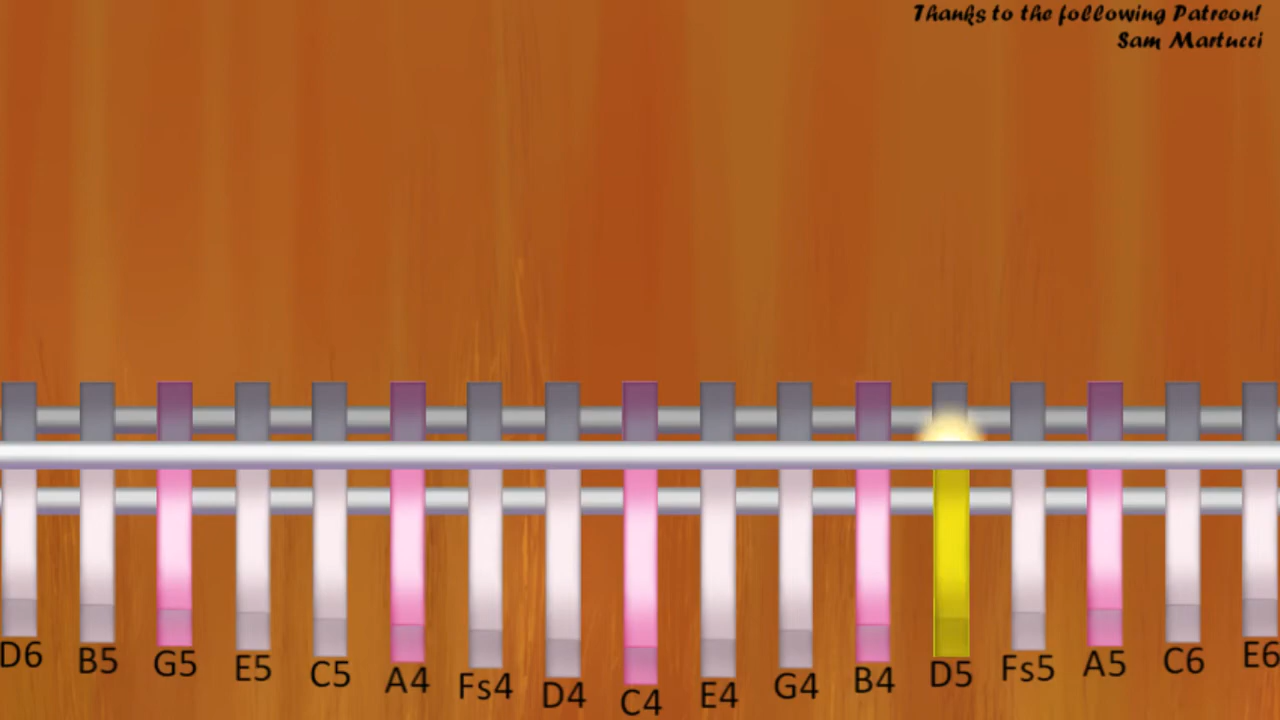 Thanks to the following Patreon!
Sam Martucci
D6 B5 G5 E5 C5 A4 Fs4 D4 C4 E4 G4 B4 D5 Fs5 A5 C6 E6